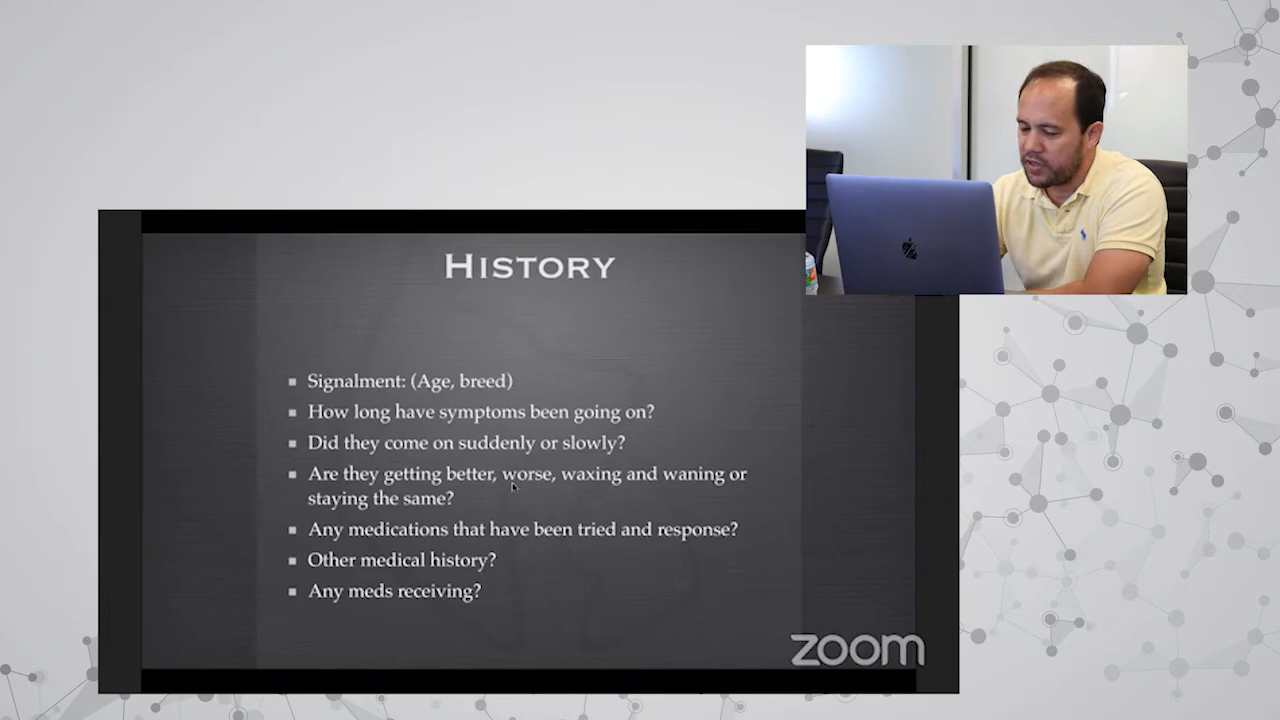 HISTORY
Signalment: (Age, breed)
How long have symptoms been going on?
Did they come on suddenly or slowly?
Are they getting better, worse, waxing and waning or
staying the same?
Any medications that have been tried and response?
Other medical history?
Any meds receiving?
zoom